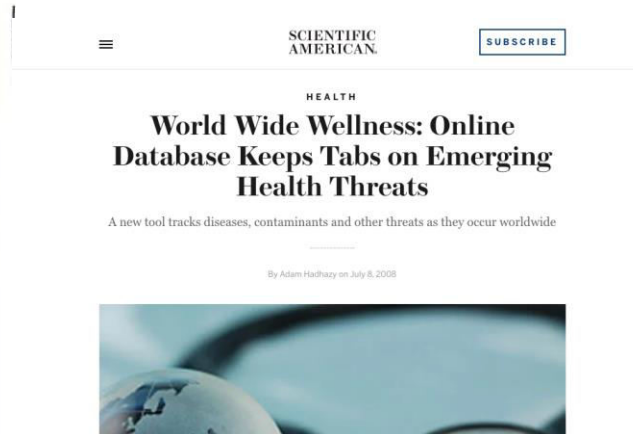 SCIENTIFIC
AMERICAN.
SUBSCRIBE
HEALTH
World Wide Wellness: Online
Database Keeps Tabs on Emerging
Health Threats
A new tool tracks diseases, contaminants and other threats as they occur worldwide
By Adam Hadhazy on July 8, 2008